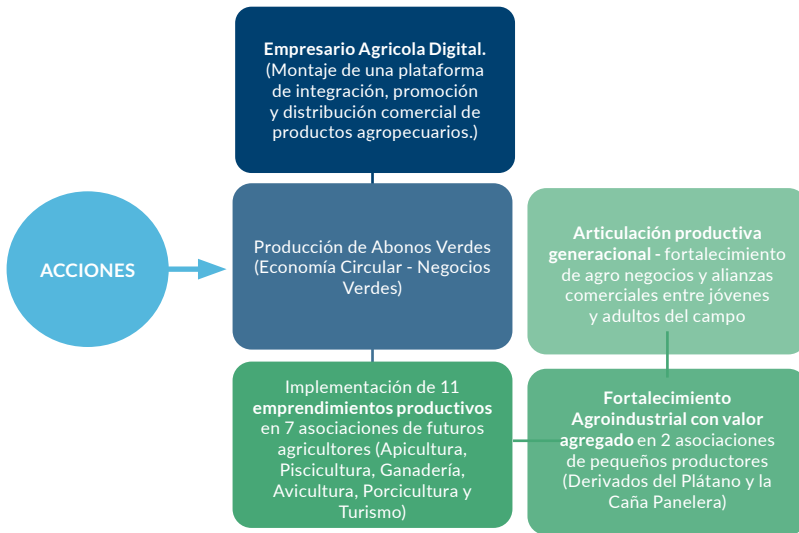 Empresario Agricola Digital.
(Montaje de una plataforma
de integración, promoción
y distribución comercial de
productos agropecuarios.)
ACCIONES
Producción de Abonos Verdes
(Economía Circular - Negocios
Verdes)
Articulación productiva
generacional - fortalecimiento
de agro negocios y alianzas
comerciales entre jóvenes
y adultos del campo
Implementación de 11
emprendimientos productivos
en 7 asociaciones de futuros
agricultores (Apicultura,
Piscicultura, Ganadería,
Avicultura, Porcicultura y
Turismo)
Fortalecimiento
Agroindustrial con valor
agregado en 2 asociaciones
de pequeños productores
(Derivados del Plátano y la
Caña Panelera)